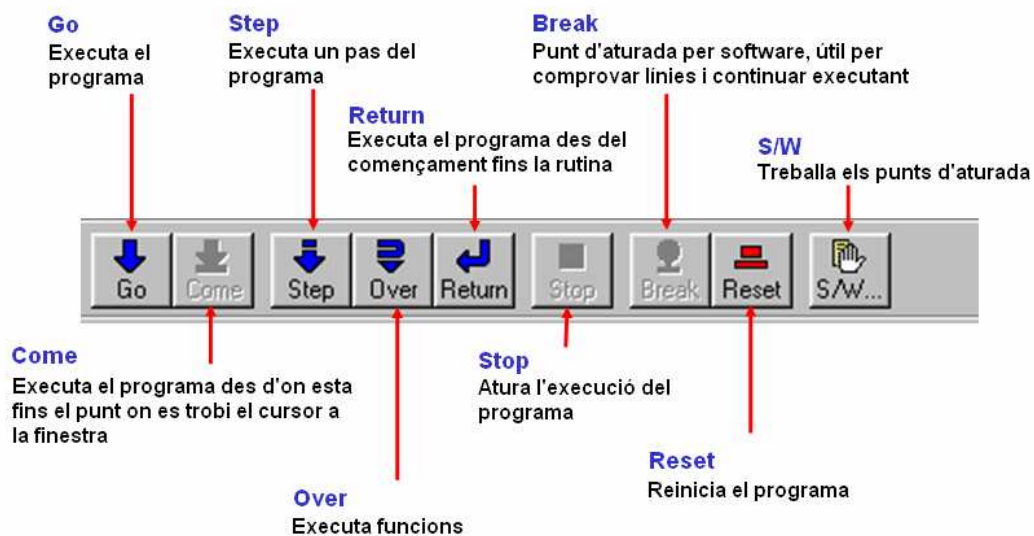 Go
Executa el
programa
Step
Executa un pas del
programa
Break
Punt d'aturada per software, útil per
comprovar línies i continuar executant
Return
Executa el programa des del
començament fins la rutina
S/W
Treballa els punts d'aturada
Go
Come
Step
Over
Return
Stop
Break
Reset
S/W...
Come
Executa el programa des d'on esta
fins el punt on es trobi el cursor a
la finestra
Stop
Atura l'execució del
programa
Reset
Reinicia el programa
Over
Executa funcions